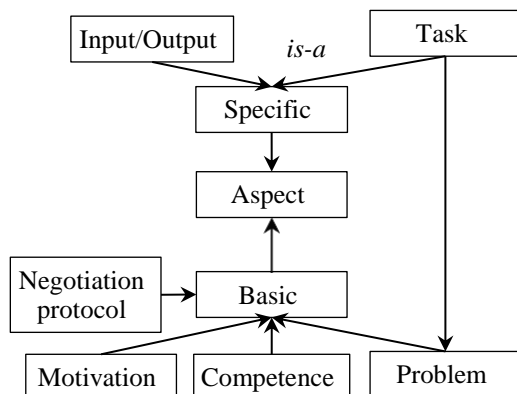 Input/Output
is-a
Task
Specific
Aspect
Negotiation
protocol
Basic
Motivation
Competence
Problem